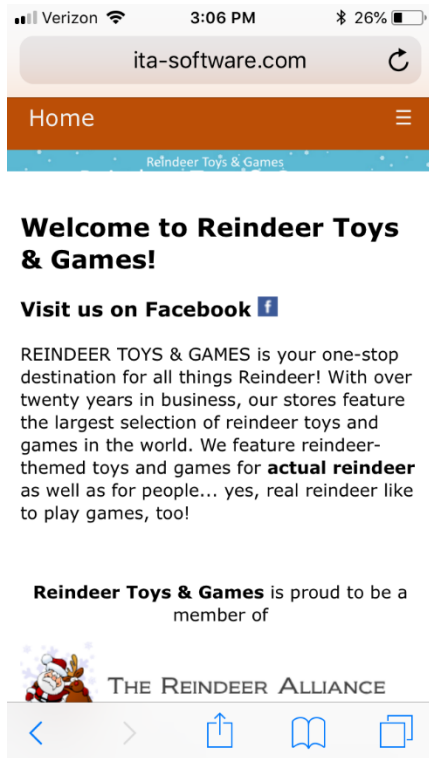 Verizon 3:06 PM 26%
ita-software.com
Home
Reindeer Toys & Games
Welcome to Reindeer Toys
& Games!
Visit us on Facebook f
REINDEER TOYS & GAMES is your one-stop
destination for all things Reindeer! With over
twenty years in business, our stores feature
the largest selection of reindeer toys and
games in the world. We feature reindeer-
themed toys and games for actual reindeer
as well as for people... yes, real reindeer like
to play games, too!
Reindeer Toys & Games is proud to be a
member of
THE REINDEER ALLIANCE